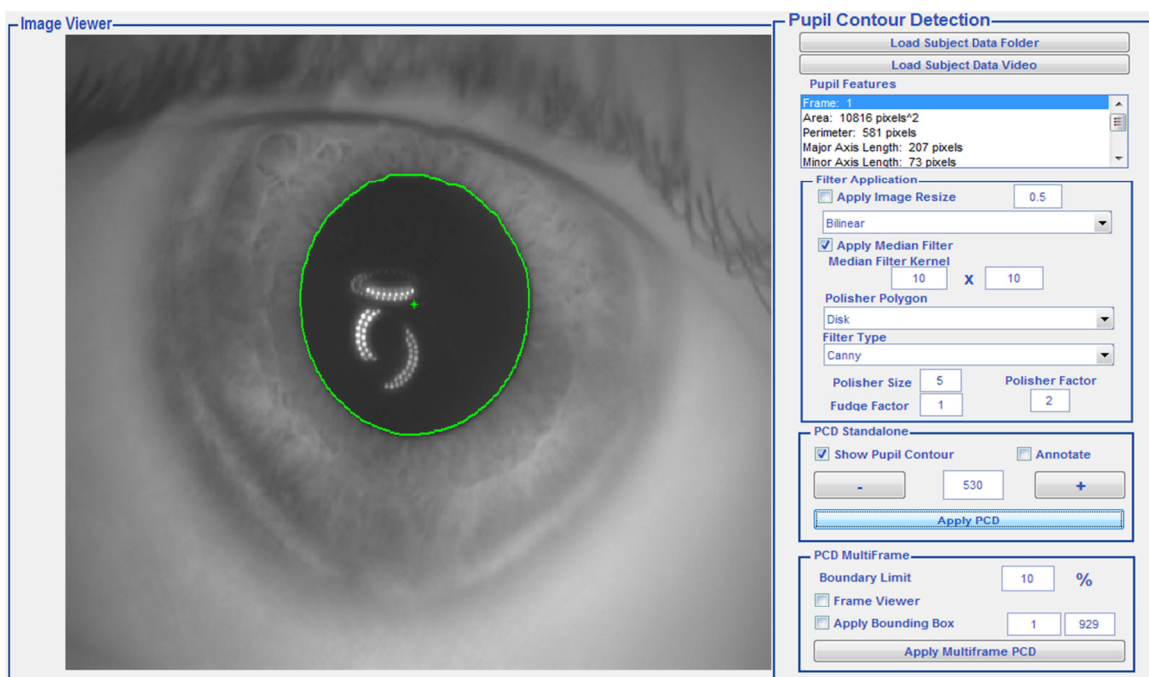 Image Viewer
Pupil Contour Detection
Load Subject Data Folder
Load Subject Data Video
Pupil Features
Frame: 1
Area: 10816 pixels^2
Perimeter: 581 pixels
Major Axis Length: 207 pixels
Minor Axis Length: 73 pixels
Filter Application
Apply Image Resize 0.5
Bilinear
Apply Median Filter
Median Filter Kernel
10 X 10
Polisher Polygon
Disk
Filter Type
Canny
Polisher Size 5 Polisher Factor
Fudge Factor 1 2
PCD Standalone
Show Pupil Contour Annotate
- 530 +
Apply PCD
PCD MultiFrame
Boundary Limit 10 %
Frame Viewer
Apply Bounding Box 1 929
Apply Multiframe PCD